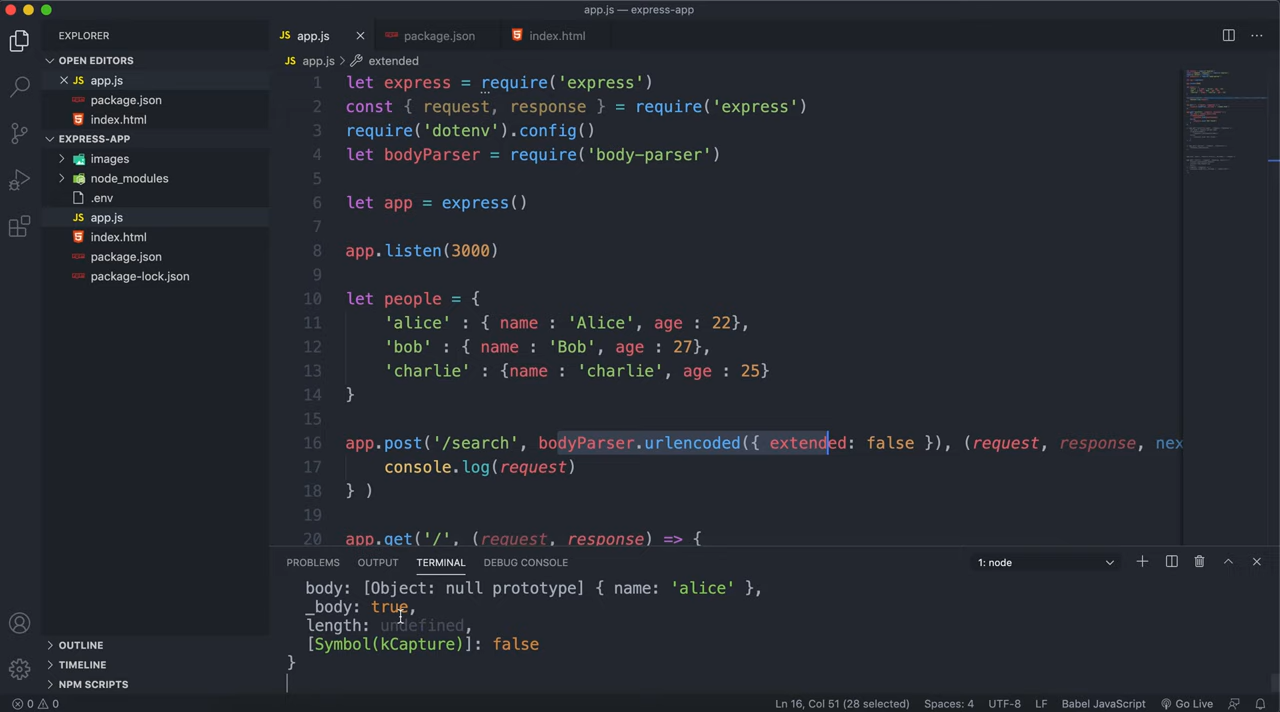 app.js — express-app
EXPLORER
JS app.js
package.json
index.html
OPEN EDITORS
JS app.js
package.json
index.html
EXPRESS-APP
images
node_modules
.env
JS app.js
index.html
package.json
package-lock.json
OUTLINE
TIMELINE
NPM SCRIPTS
JS app.js > extended
1 let express = require('express')
2 const { request, response } = require('express')
3 require('dotenv').config()
4 let bodyParser = require('body-parser')
5
6 let app = express()
7
8 app.listen(3000)
9
10 let people = {
11 'alice' : { name : 'Alice', age : 22},
12 'bob' : { name : 'Bob', age : 27},
13 'charlie' : {name : 'charlie', age : 25}
14 }
15
16 app.post('/search', bodyParser.urlencoded({ extended: false }), (request, response, nex
17 console.log(request)
18 } )
19
20 app.get('/', (request, response) => {
PROBLEMS OUTPUT TERMINAL DEBUG CONSOLE 1: node
body: [Object: null prototype] { name: 'alice' },
_body: true,
length: undefined,
[Symbol(kCapture)]: false
}
0 0 Ln 16, Col 51 (28 selected) Spaces: 4 UTF-8 LF Babel JavaScript Go Live